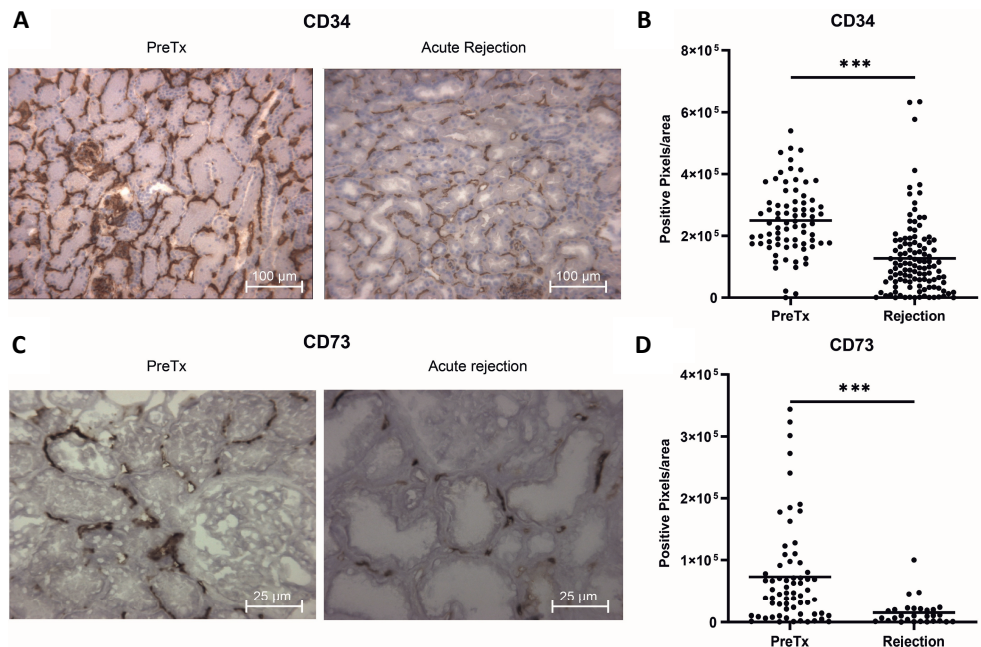 A
CD34
PreTx
Acute Rejection
100 µm
100 µm
B
CD34
Positive Pixels/area
8×10⁵
6×10⁵
4×10⁵
2×10⁵
0
***
PreTx
Rejection
C
CD73
PreTx
Acute rejection
25 µm
25 µm
D
CD73
Positive Pixels/area
4×10⁵
3×10⁵
2×10⁵
1×10⁵
0
***
PreTx
Rejection